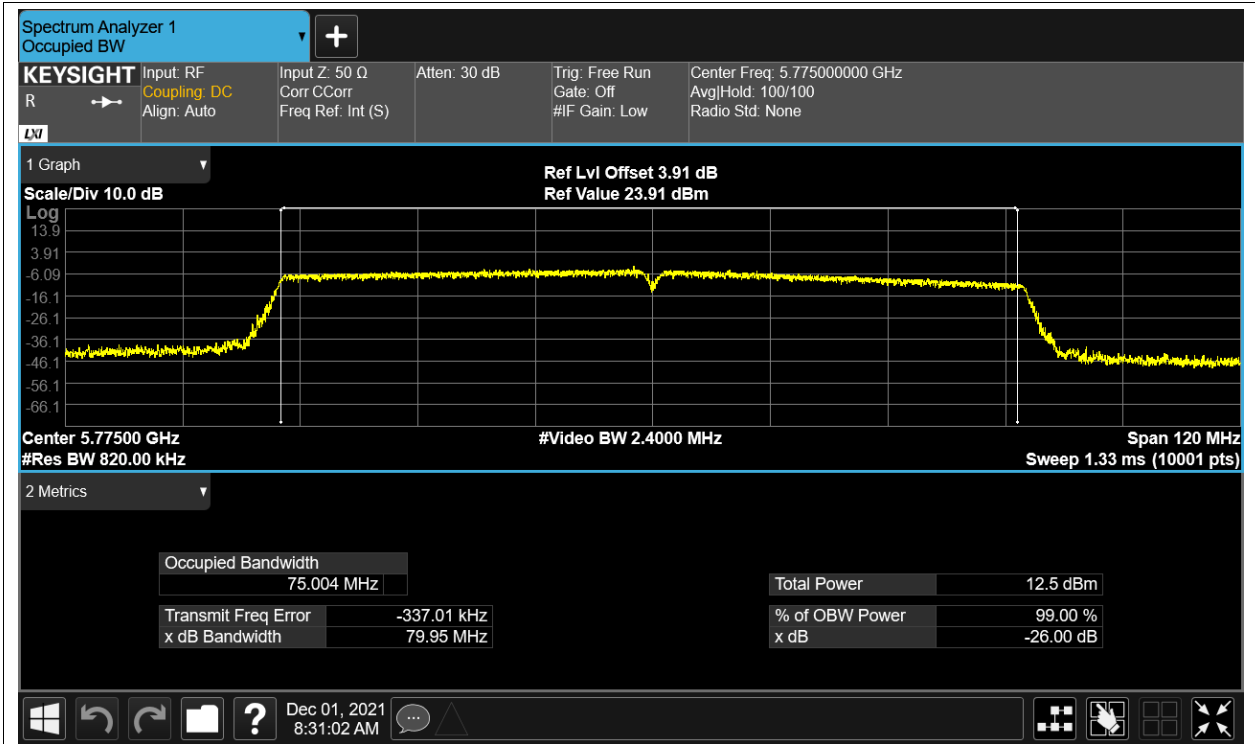 Spectrum Analyzer 1
Occupied BW
KEYSIGHT
R
LXI
Input: RF
Coupling: DC
Align: Auto
Input Z: 50 Ω
Corr CCorr
Freq Ref: Int (S)
Atten: 30 dB
Trig: Free Run
Gate: Off
#IF Gain: Low
Center Freq: 5.775000000 GHz
Avg|Hold: 100/100
Radio Std: None
1 Graph
Scale/Div 10.0 dB
Ref Lvl Offset 3.91 dB
Ref Value 23.91 dBm
Log
13.9
3.91
-6.09
-16.1
-26.1
-36.1
-46.1
-56.1
-66.1
Center 5.77500 GHz
#Video BW 2.4000 MHz
Span 120 MHz
#Res BW 820.00 kHz
Sweep 1.33 ms (10001 pts)
2 Metrics
Occupied Bandwidth
75.004 MHz
Total Power 12.5 dBm
Transmit Freq Error -337.01 kHz
% of OBW Power 99.00 %
x dB Bandwidth 79.95 MHz
x dB -26.00 dB
?
Dec 01, 2021
8:31:02 AM